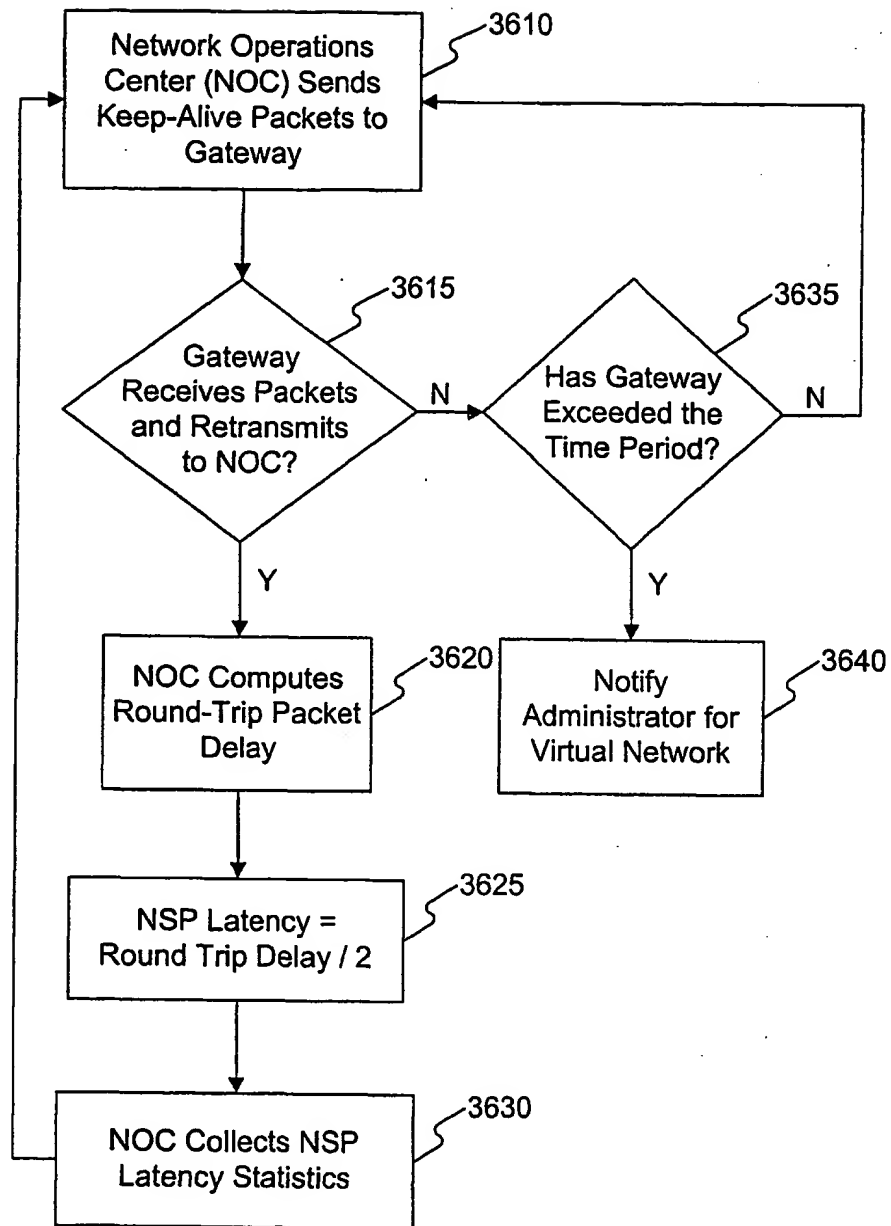 Network Operations
Center (NOC) Sends
Keep-Alive Packets to
Gateway
3610
Gateway
Receives Packets
and Retransmits
to NOC?
3615
N
Has Gateway
Exceeded the
Time Period?
3635
N
Y
Y
NOC Computes
Round-Trip Packet
Delay
3620
Notify
Administrator for
Virtual Network
3640
NSP Latency =
Round Trip Delay / 2
3625
NOC Collects NSP
Latency Statistics
3630